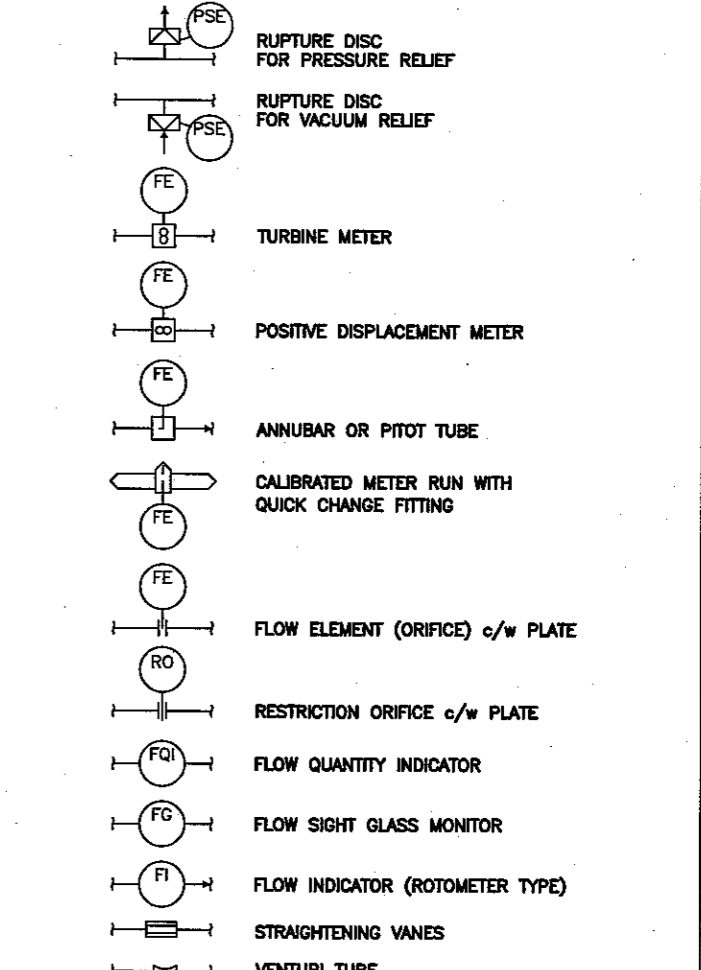 PSE
RUPTURE DISC
FOR PRESSURE RELIEF
RUPTURE DISC
FOR VACUUM RELIEF
PSE
FE
8
TURBINE METER
FE
∞
POSITIVE DISPLACEMENT METER
FE
ANNUBAR OR PITOT TUBE
CALIBRATED METER RUN WITH
QUICK CHANGE FITTING
FE
FE
FLOW ELEMENT (ORIFICE) c/w PLATE
RO
RESTRICTION ORIFICE c/w PLATE
FQI
FLOW QUANTITY INDICATOR
FG
FLOW SIGHT GLASS MONITOR
FI
FLOW INDICATOR (ROTOMETER TYPE)
STRAIGHTENING VANES
VENTURI TUBE